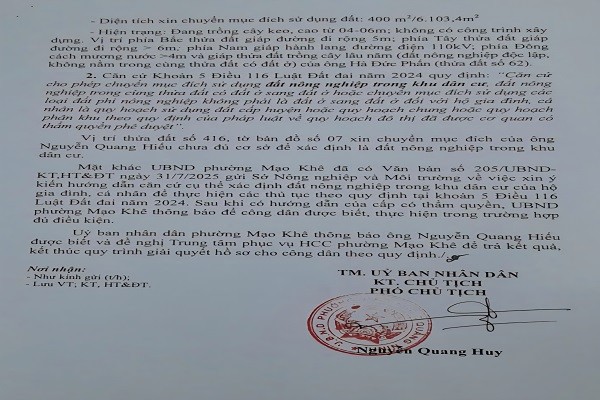 - Diện tích xin chuyển mục đích sử dụng đất: 400 m²/6.103,4m²
- Hiện trạng: Đang trồng cây keo, cao từ 04-06m; không có công trình xây
dựng. Vị trí phía Bắc thửa đất giáp đường đi rộng 5m; phía Tây thửa đất giáp
đường đi rộng > 6m; phía Nam giáp hành lang đường điện 110kV; phía Đông
cách mương nước >4m và giáp thửa đất trồng cây lâu năm (đất nông nghiệp độc lập,
không nằm trong cùng thửa đất có đất ở) của ông Hà Đức Phẩm (thửa đất số 62).
2. Căn cứ Khoản 5 Điều 116 Luật Đất đai năm 2024 quy định: "Căn cứ
cho phép chuyển mục đích sử dụng đất nông nghiệp trong khu dân cư, đất nông
nghiệp trong cùng thửa đất có đất ở sang đất ở hoặc chuyển mục đích sử dụng các
loại đất phi nông nghiệp không phải là đất ở sang đất ở đối với hộ gia đình, cá
nhân là quy hoạch sử dụng đất cấp huyện hoặc quy hoạch chung hoặc quy hoạch
phân khu theo quy định của pháp luật về quy hoạch đô thị đã được cơ quan có
thẩm quyền phê duyệt".
Vị trí thửa đất số 416, tờ bản đồ số 07 xin chuyển mục đích của ông
Nguyễn Quang Hiếu chưa đủ cơ sở để xác định là đất nông nghiệp trong khu
dân cư.
Mặt khác UBND phường Mạo Khê đã có Văn bản số 205/UBND-
KT,HT&ĐT ngày 31/7/2025 gửi Sở Nông nghiệp và Môi trường về việc xin ý
kiến hướng dẫn căn cứ cụ thể xác định đất nông nghiệp trong khu dân cư của hộ
gia đình, cá nhân để thực hiện các thủ tục theo quy định tại khoản 5 Điều 116
Luật Đất đai năm 2024. Sau khi có hướng dẫn của cấp có thẩm quyền, UBND
phường Mạo Khê thông báo để công dân được biết, thực hiện trong trường hợp
đủ điều kiện.
Uỷ ban nhân dân phường Mạo Khê thông báo ông Nguyễn Quang Hiếu
được biết và đề nghị Trung tâm phục vụ HCC phường Mạo Khê để trả kết quả,
kết thúc quy trình giải quyết hồ sơ cho công dân theo quy định./.
Nơi nhận:
- Như kính gửi (t/h);
- Lưu VT, KT, HT&ĐT.
TM. UỶ BAN NHÂN DÂN
KT. CHỦ TỊCH
PHÓ CHỦ TỊCH
Nguyễn Quang Huy